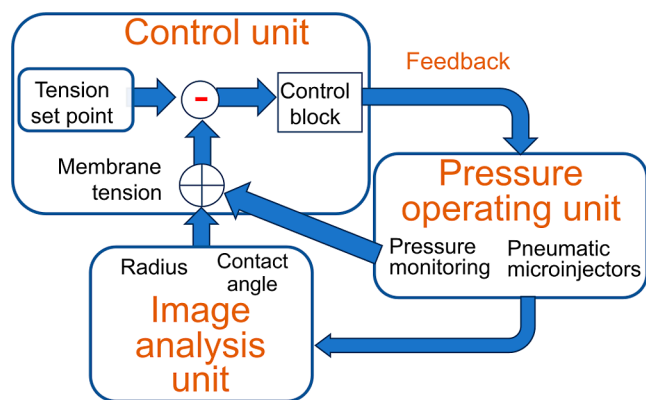 Control unit
Tension
set point
-
Control
block
Feedback
Membrane
tension
Pressure
operating unit
Pressure
monitoring
Pneumatic
microinjectors
Radius
Contact
angle
Image
analysis
unit